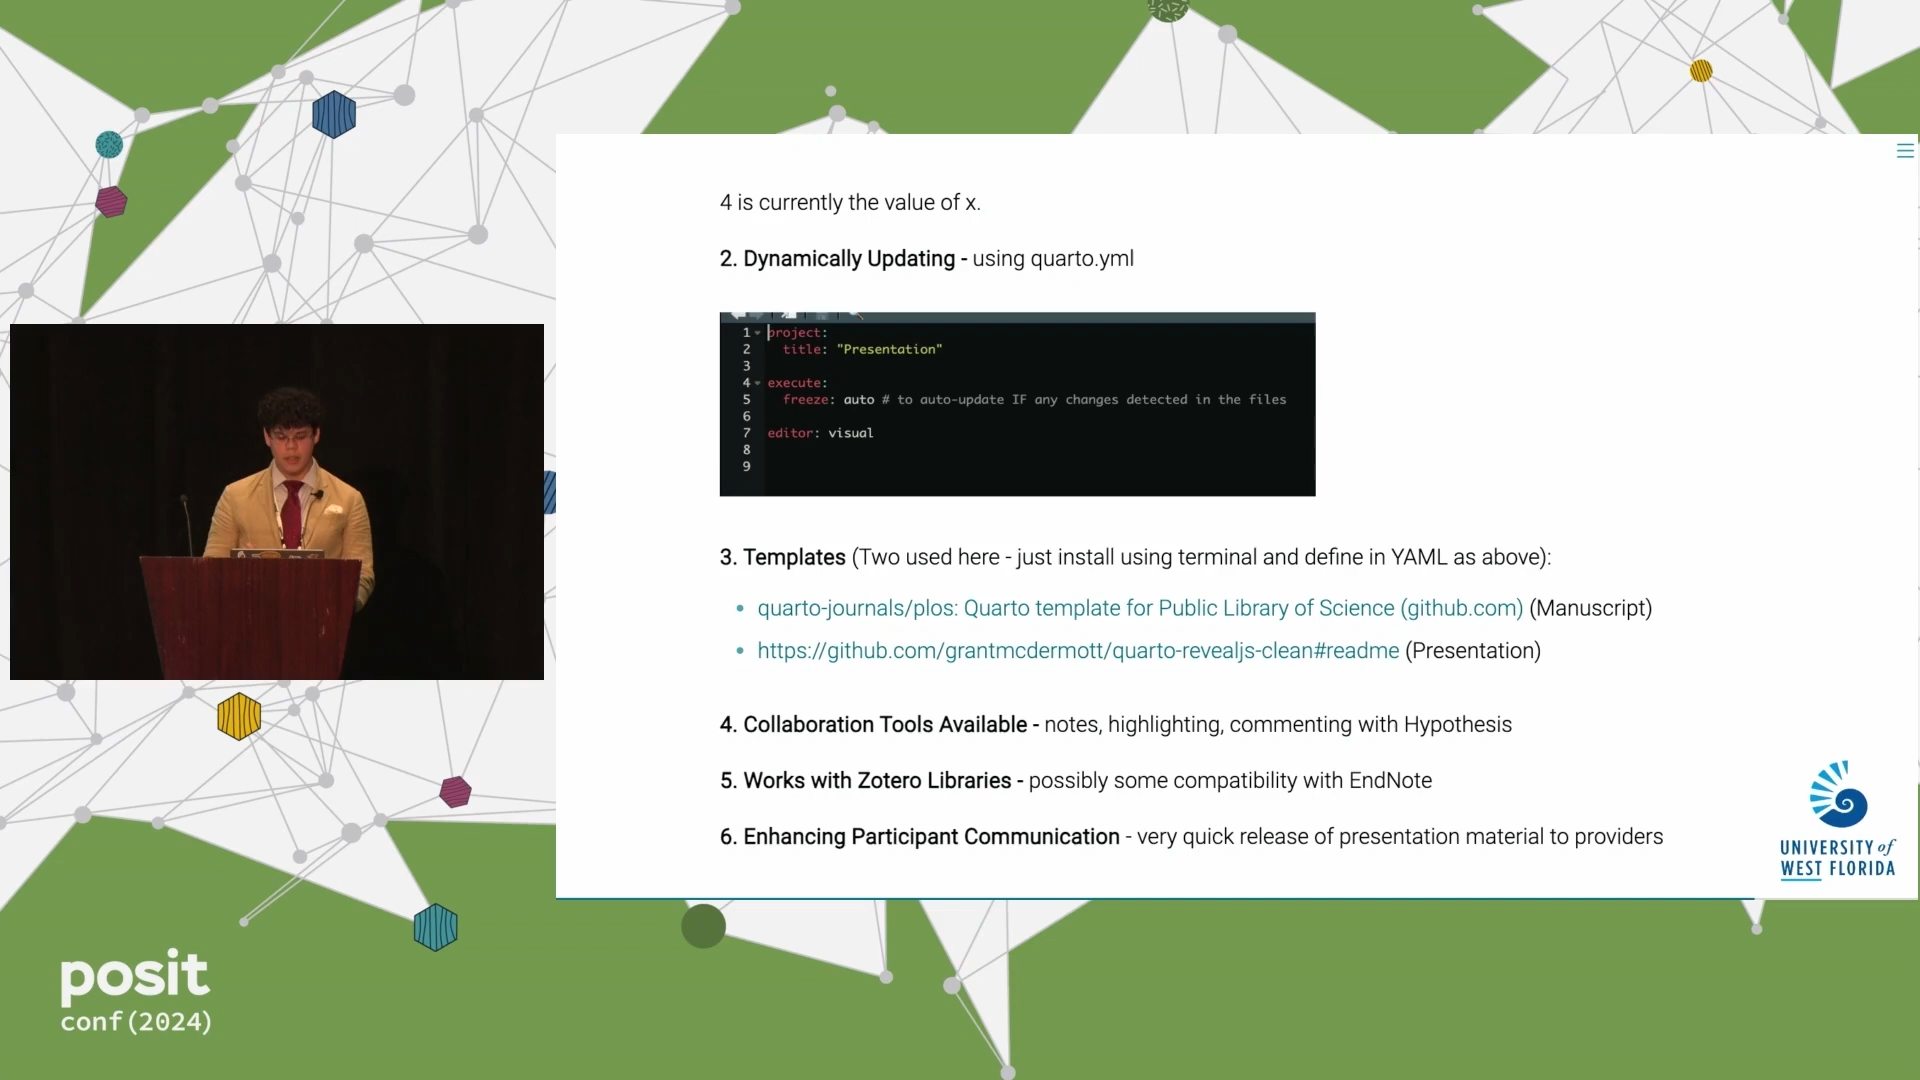 4 is currently the value of x.
2. Dynamically Updating - using quarto.yml
1 project:
2 title: "Presentation"
3
4 execute:
5 freeze: auto # to auto-update IF any changes detected in the files
6
7 editor: visual
8
9
3. Templates (Two used here - just install using terminal and define in YAML as above):
• quarto-journals/plos: Quarto template for Public Library of Science (github.com) (Manuscript)
• https://github.com/grantmcdermott/quarto-revealjs-clean#readme (Presentation)
4. Collaboration Tools Available - notes, highlighting, commenting with Hypothesis
5. Works with Zotero Libraries - possibly some compatibility with EndNote
6. Enhancing Participant Communication - very quick release of presentation material to providers
UNIVERSITY of
WEST FLORIDA
posit
conf(2024)